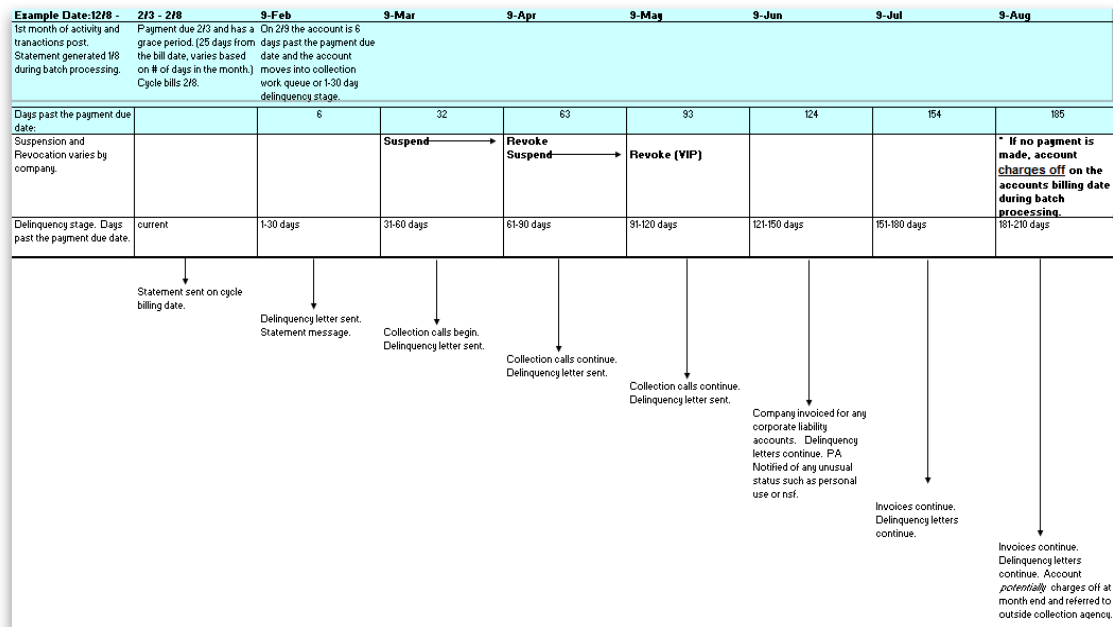 Example Date:12/8 -
2/3 - 2/8
9-Feb
9-Mar
9-Apr
9-May
9-Jun
9-Jul
9-Aug
1st month of activity and
tranactions post.
Statement generated 1/8
during batch processing.
Payment due 2/3 and has a
grace period. (25 days from
the bill date, varies based
on # of days in the month.)
Cycle bills 2/8.
On 2/9 the account is 6
days past the payment due
date and the account
moves into collection
work queue or 1-30 day
delinquency stage.
Days past the payment due
date:
6
32
63
93
124
154
185
Suspension and
Revocation varies by
company.
Suspend
Revoke
Suspend
Revoke (VIP)
* If no payment is
made, account
charges off on the
accounts billing date
during batch
processing.
Delinquency stage. Days
past the payment due date.
current
1-30 days
31-60 days
61-90 days
91-120 days
121-150 days
151-180 days
181-210 days
Statement sent on cycle
billing date.
Delinquency letter sent.
Statement message.
Collection calls begin.
Delinquency letter sent.
Collection calls continue.
Delinquency letter sent.
Collection calls continue.
Delinquency letter sent.
Company invoiced for any
corporate liability
accounts. Delinquency
letters continue. PA
Notified of any unusual
status such as personal
use or nsf.
Invoices continue.
Delinquency letters
continue.
Invoices continue.
Delinquency letters
continue. Account
potentially charges off at
month end and referred to
outside collection agency.